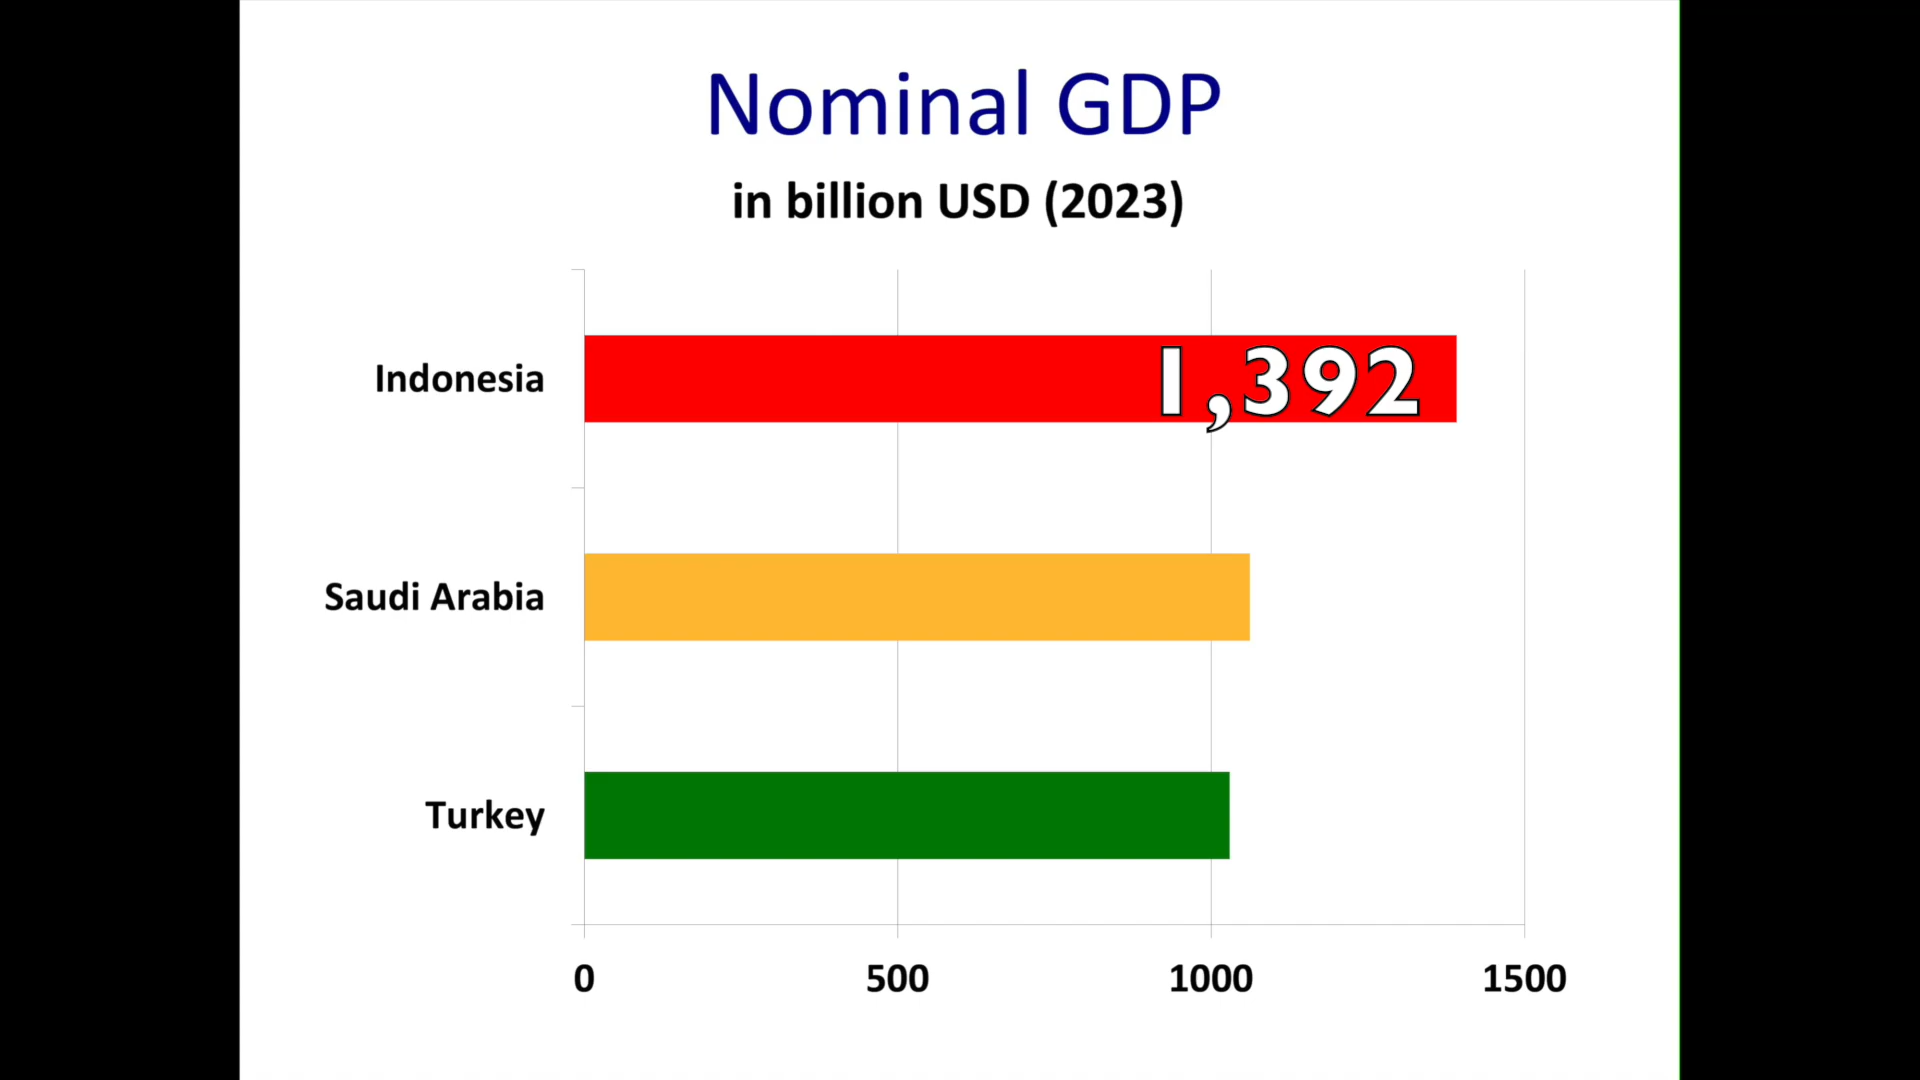 Nominal GDP
in billion USD (2023)
Indonesia
1,392
Saudi Arabia
Turkey
0 500 1000 1500